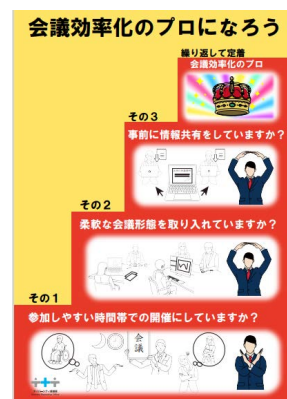 会議効率化のプロになろう
繰り返して定着
会議効率化のプロ
その3
事前に情報共有をしていますか？
その2
柔軟な会議形態を取り入れていますか？
その1
参加しやすい時間帯での開催にしていますか？
会議